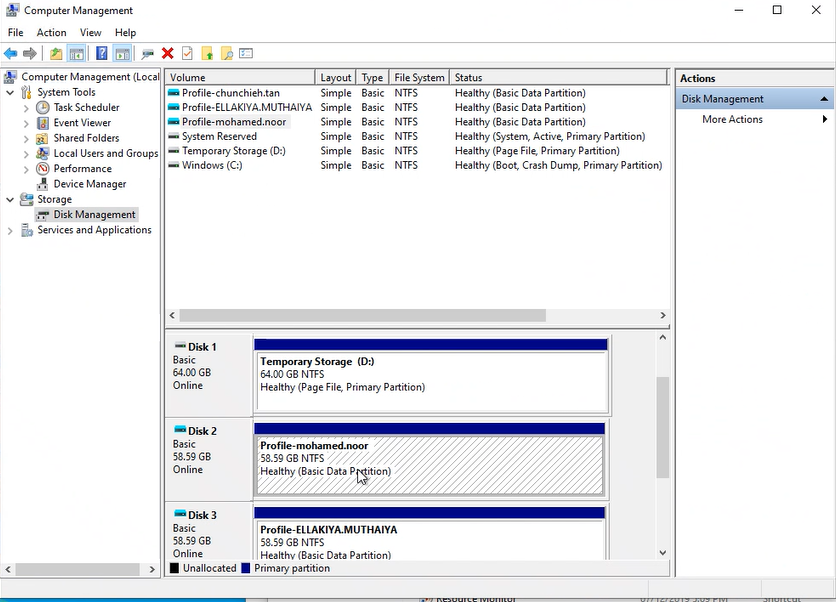 Computer Management
File Action View Help
Computer Management (Local
System Tools
Task Scheduler
Event Viewer
Shared Folders
Local Users and Groups
Performance
Device Manager
Storage
Disk Management
Services and Applications
Volume Layout Type File System Status
Profile-chunchieh.tan Simple Basic NTFS Healthy (Basic Data Partition)
Profile-ELLAKIYA.MUTHAIYA Simple Basic NTFS Healthy (Basic Data Partition)
Profile-mohamed.noor Simple Basic NTFS Healthy (Basic Data Partition)
System Reserved Simple Basic NTFS Healthy (System, Active, Primary Partition)
Temporary Storage (D:) Simple Basic NTFS Healthy (Page File, Primary Partition)
Windows (C:) Simple Basic NTFS Healthy (Boot, Crash Dump, Primary Partition)
Disk 1
Basic
64.00 GB
Online
Temporary Storage (D:)
64.00 GB NTFS
Healthy (Page File, Primary Partition)
Disk 2
Basic
58.59 GB
Online
Profile-mohamed.noor
58.59 GB NTFS
Healthy (Basic Data Partition)
Disk 3
Basic
58.59 GB
Online
Profile-ELLAKIYA.MUTHAIYA
58.59 GB NTFS
Healthy (Basic Data Partition)
Unallocated Primary partition
Actions
Disk Management
More Actions
Resource Monitor 07/12/2019 5:09 PM Shortcut